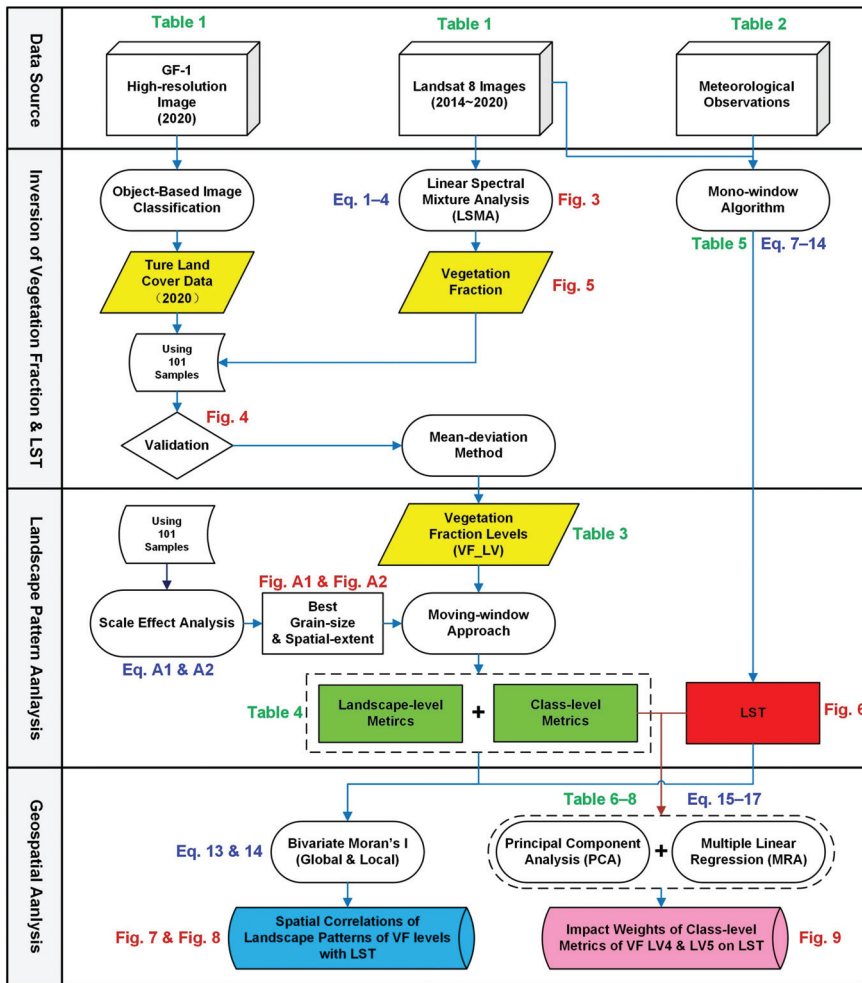 Table 1
Table 1
Table 2
Data Source
GF-1
High-resolution
Image
(2020)
Landsat 8 Images
(2014~2020)
Meteorological
Observations
Inversion of Vegetation Fraction & LST
Object-Based Image
Classification
Eq. 1–4
Linear Spectral
Mixture Analysis
(LSMA)
Fig. 3
Mono-window
Algorithm
Table 5
Eq. 7–14
Ture Land
Cover Data
（2020）
Vegetation
Fraction
Fig. 5
Using
101
Samples
Fig. 4
Validation
Mean-deviation
Method
Landscape Pattern Aanlaysis
Using
101
Samples
Vegetation
Fraction Levels
(VF_LV)
Table 3
Fig. A1 & Fig. A2
Scale Effect Analysis
Best
Grain-size
& Spatial-extent
Moving-window
Approach
Eq. A1 & A2
Table 4
Landscape-level
Metircs
+
Class-level
Metrics
LST
Fig. 6
Geospatial Aanlysis
Table 6–8
Eq. 15–17
Eq. 13 & 14
Bivariate Moran's I
(Global & Local)
Principal Component
Analysis (PCA)
+
Multiple Linear
Regression (MRA)
Fig. 7 & Fig. 8
Spatial Correlations of
Landscape Patterns of VF levels
with LST
Impact Weights of Class-level
Metrics of VF LV4 & LV5 on LST
Fig. 9